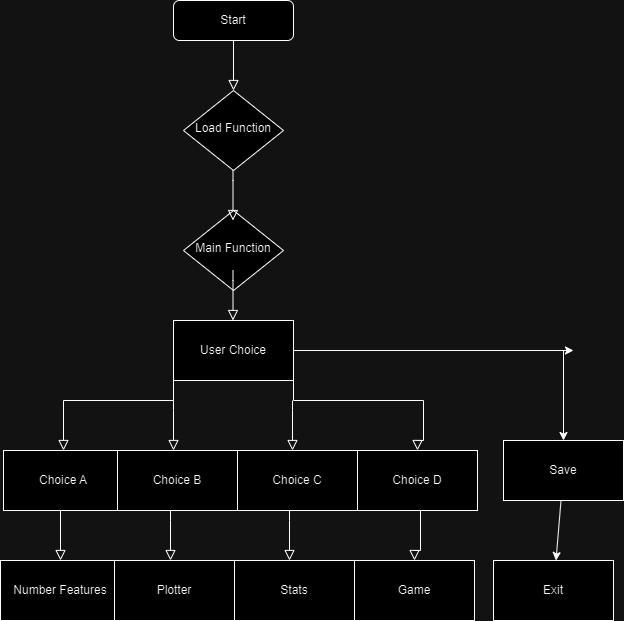 Start
Load Function
Main Function
User Choice
Choice A
Choice B
Choice C
Choice D
Save
Number Features
Plotter
Stats
Game
Exit